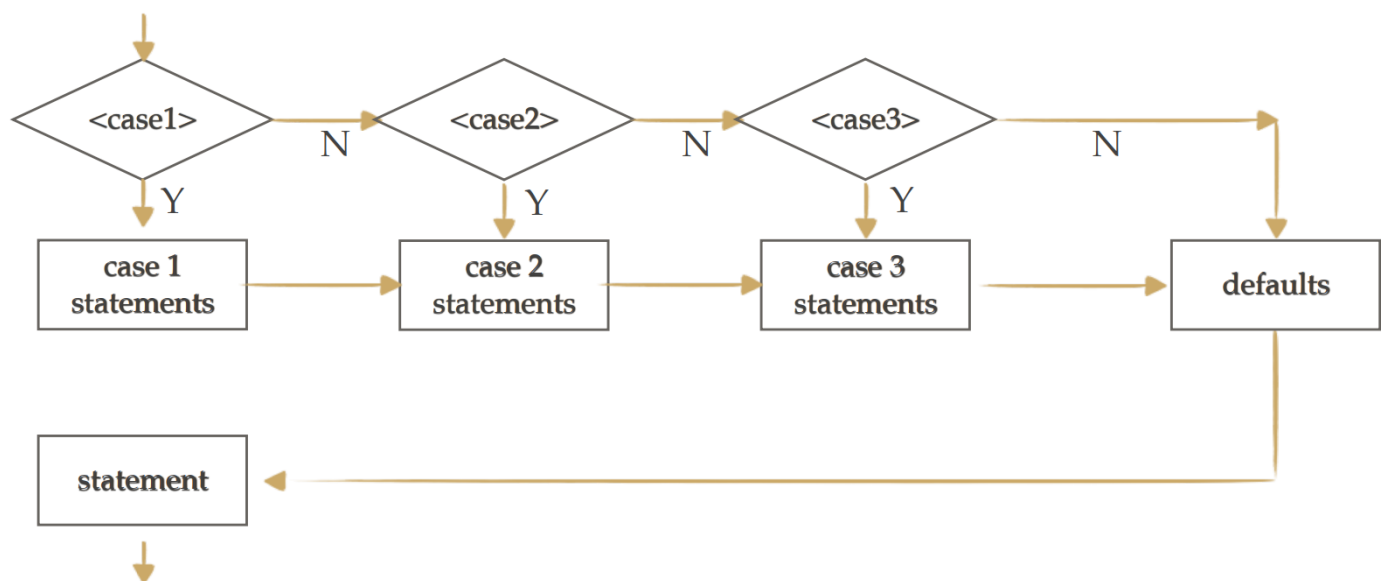 <case1>
<case2>
<case3>
N
N
N
Y
Y
Y
case 1
statements
case 2
statements
case 3
statements
defaults
statement